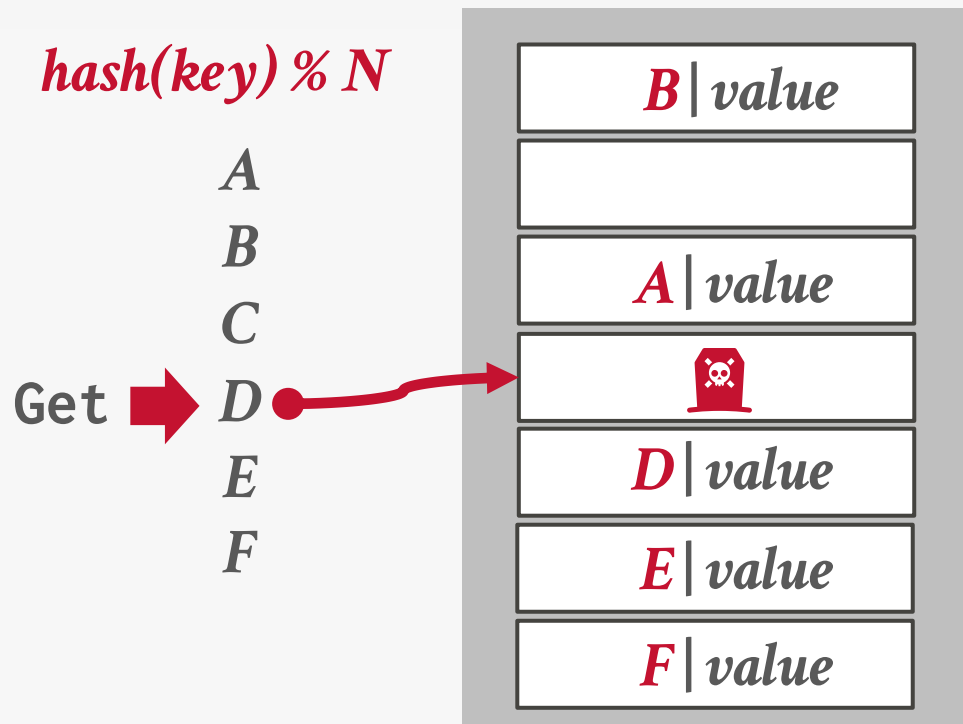 hash(key) % N
A
B
C
Get D
E
F
B|value
A|value
D|value
E|value
F|value